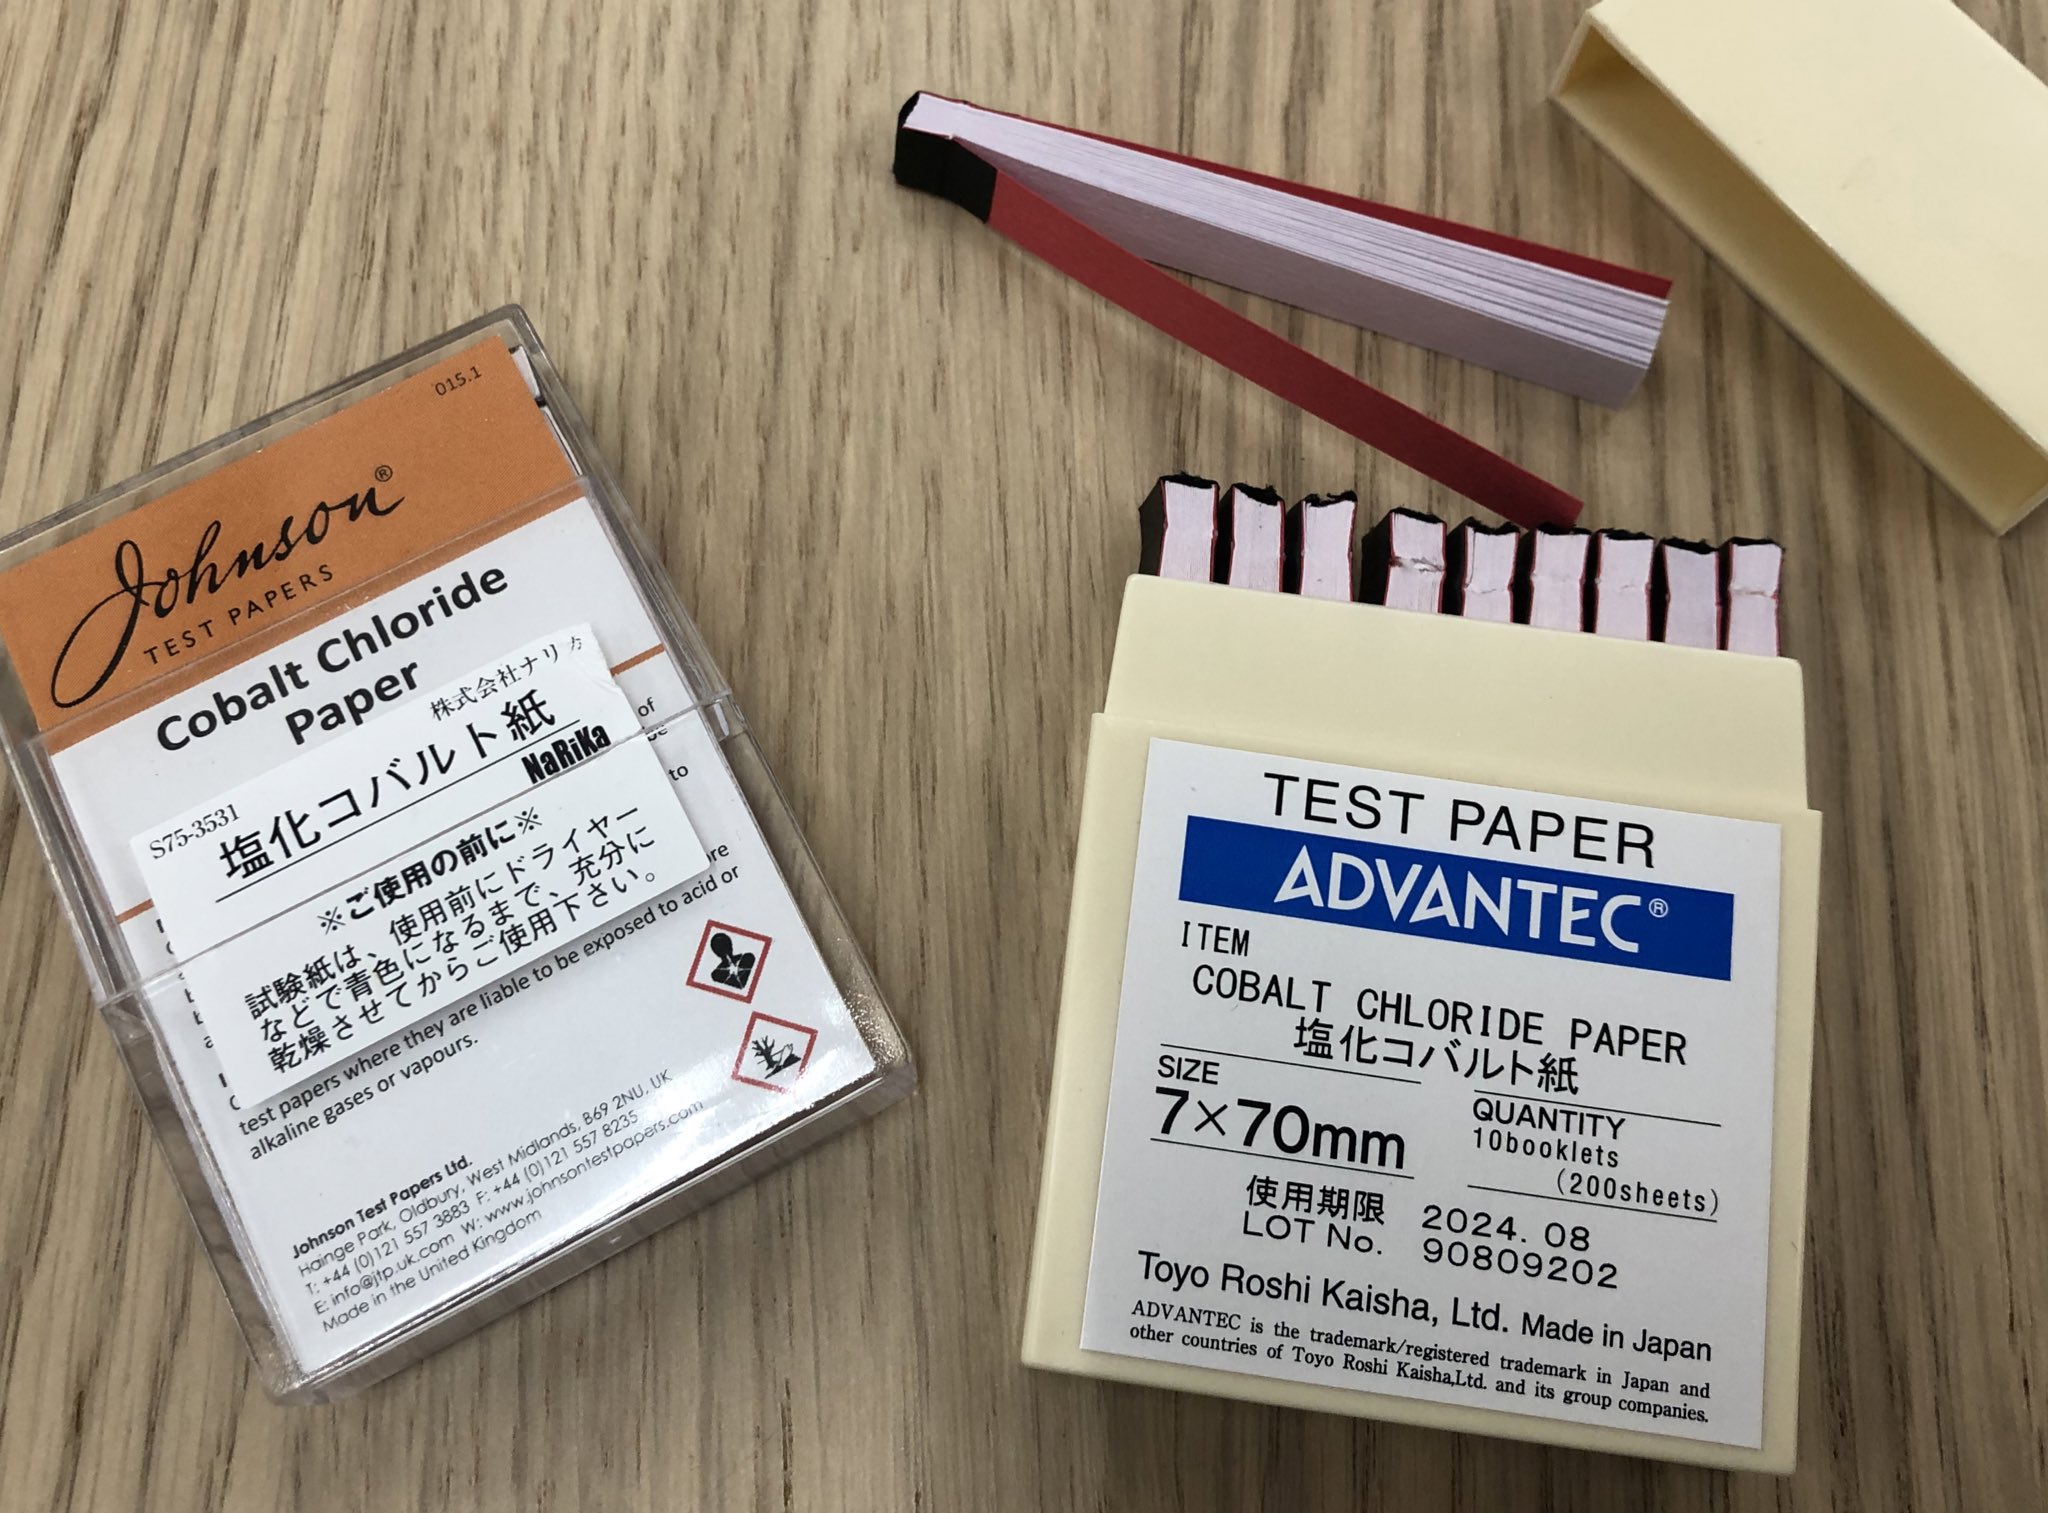 015.1
Johnson®
TEST PAPERS
Cobalt Chloride
Paper
株式会社ナリカ
S75-3531
塩化コバルト紙
NaRiKa
※ご使用の前に※
試験紙は、使用前にドライヤー
などで青色になるまで、充分に
乾燥させてからご使用下さい。
of
to
test papers where they are liable to be exposed to acid or
alkaline gases or vapours.
Johnson Test Papers Ltd.
Hainge Park, Oldbury, West Midlands, B69 2NU, UK
T: +44 (0)121 557 3883 F: +44 (0)121 557 8235
E: info@jtp.uk.com W: www.johnsontestpapers.com
Made in the United Kingdom
TEST PAPER
ADVANTEC®
ITEM
COBALT CHLORIDE PAPER
塩化コバルト紙
SIZE
7×70mm
QUANTITY
10booklets
(200sheets)
使用期限 2024. 08
LOT No. 90809202
Toyo Roshi Kaisha, Ltd. Made in Japan
ADVANTEC is the trademark/registered trademark in Japan and
other countries of Toyo Roshi Kaisha,Ltd. and its group companies.